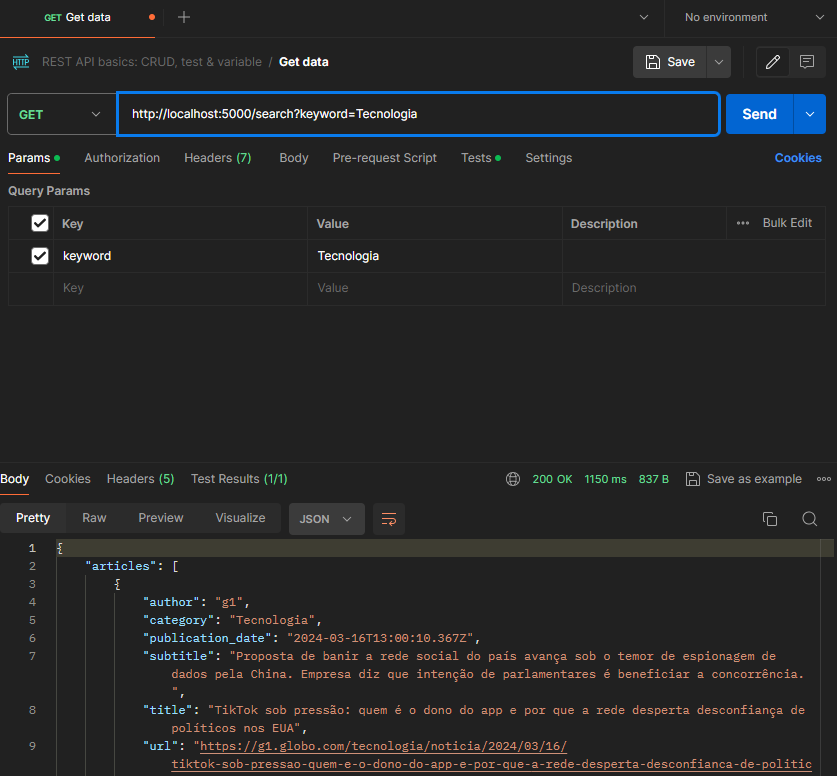 GET Get data
No environment
HTTP REST API basics: CRUD, test & variable / Get data
Save
GET http://localhost:5000/search?keyword=Tecnologia Send
Params Authorization Headers (7) Body Pre-request Script Tests Settings Cookies
Query Params
Key Value Description Bulk Edit
keyword Tecnologia
Key Value Description
Body Cookies Headers (5) Test Results (1/1) 200 OK 1150 ms 837 B Save as example
Pretty Raw Preview Visualize JSON
1 {
2 "articles": [
3 {
4 "author": "g1",
5 "category": "Tecnologia",
6 "publication_date": "2024-03-16T13:00:10.367Z",
7 "subtitle": "Proposta de banir a rede social do país avança sob o temor de espionagem de
dados pela China. Empresa diz que intenção de parlamentares é beneficiar a concorrência.
",
8 "title": "TikTok sob pressão: quem é o dono do app e por que a rede desperta desconfiança de
políticos nos EUA",
9 "url": "https://g1.globo.com/tecnologia/noticia/2024/03/16/
tiktok-sob-pressao-quem-e-o-dono-do-app-e-por-que-a-rede-desperta-desconfianca-de-politic